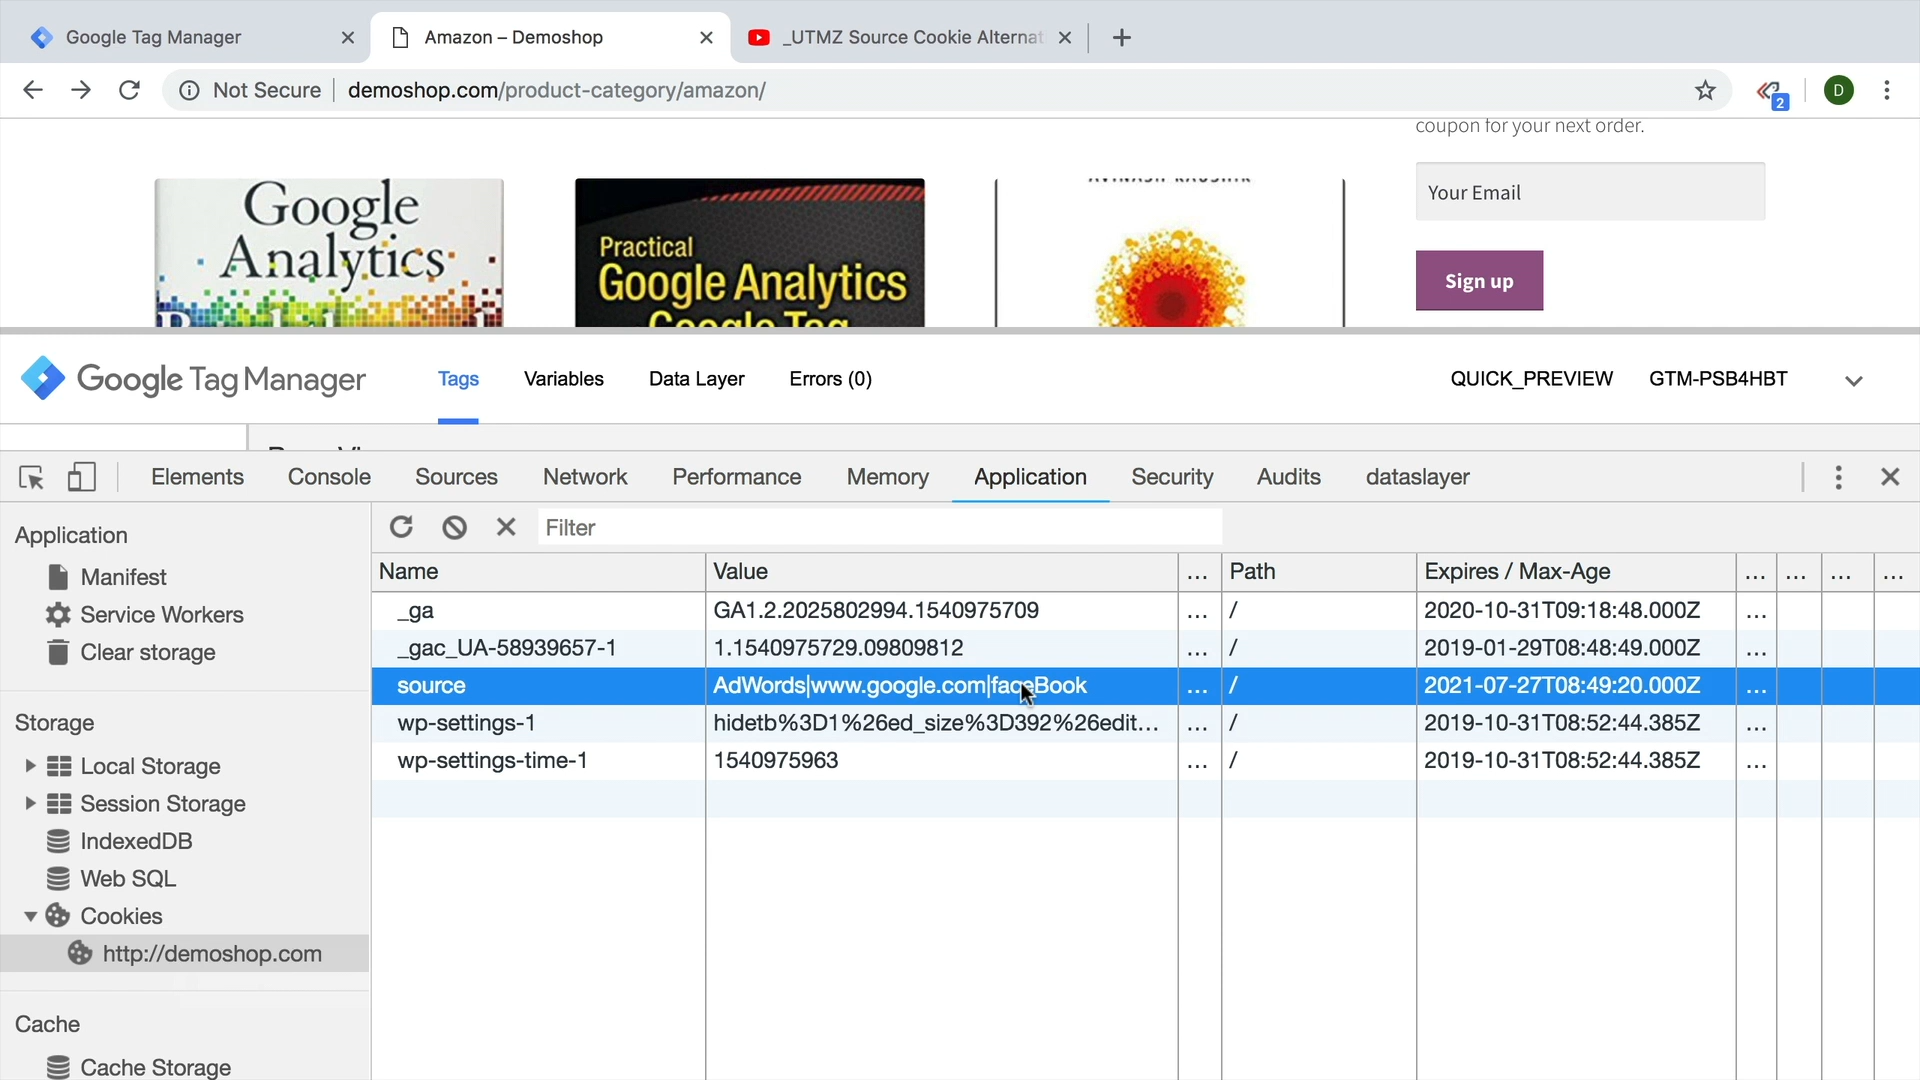 Google Tag Manager
Amazon – Demoshop
_UTMZ Source Cookie Alternat
Not Secure
demoshop.com/product-category/amazon/
2
D
coupon for your next order.
Google
Analytics
Practical
Google Analytics
Google Tag
AVINASH KAUSHIK
Your Email
Sign up
Google Tag Manager
Tags
Variables
Data Layer
Errors (0)
QUICK_PREVIEW
GTM-PSB4HBT
Elements
Console
Sources
Network
Performance
Memory
Application
Security
Audits
dataslayer
Application
Manifest
Service Workers
Clear storage
Storage
Local Storage
Session Storage
IndexedDB
Web SQL
Cookies
http://demoshop.com
Cache
Cache Storage
Filter
Name Value ... Path Expires / Max-Age ... ... ... ...
_ga GA1.2.2025802994.1540975709 ... / 2020-10-31T09:18:48.000Z ...
_gac_UA-58939657-1 1.1540975729.09809812 ... / 2019-01-29T08:48:49.000Z ...
source AdWords|www.google.com|faceBook ... / 2021-07-27T08:49:20.000Z ...
wp-settings-1 hidetb%3D1%26ed_size%3D392%26edit... ... / 2019-10-31T08:52:44.385Z ...
wp-settings-time-1 1540975963 ... / 2019-10-31T08:52:44.385Z ...